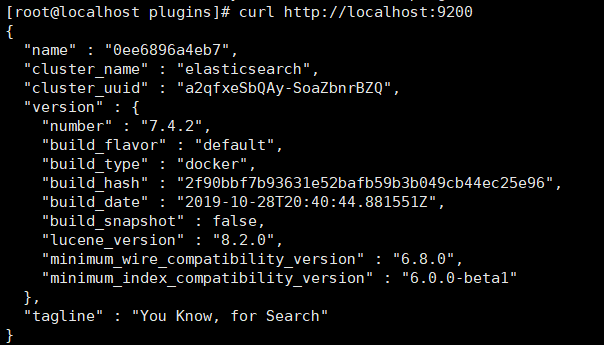 [root@localhost plugins]# curl http://localhost:9200
{
  "name" : "0ee6896a4eb7",
  "cluster_name" : "elasticsearch",
  "cluster_uuid" : "a2qfxeSbQAy-SoaZbnrBZQ",
  "version" : {
    "number" : "7.4.2",
    "build_flavor" : "default",
    "build_type" : "docker",
    "build_hash" : "2f90bbf7b93631e52bafb59b3b049cb44ec25e96",
    "build_date" : "2019-10-28T20:40:44.881551Z",
    "build_snapshot" : false,
    "lucene_version" : "8.2.0",
    "minimum_wire_compatibility_version" : "6.8.0",
    "minimum_index_compatibility_version" : "6.0.0-beta1"
  },
  "tagline" : "You Know, for Search"
}